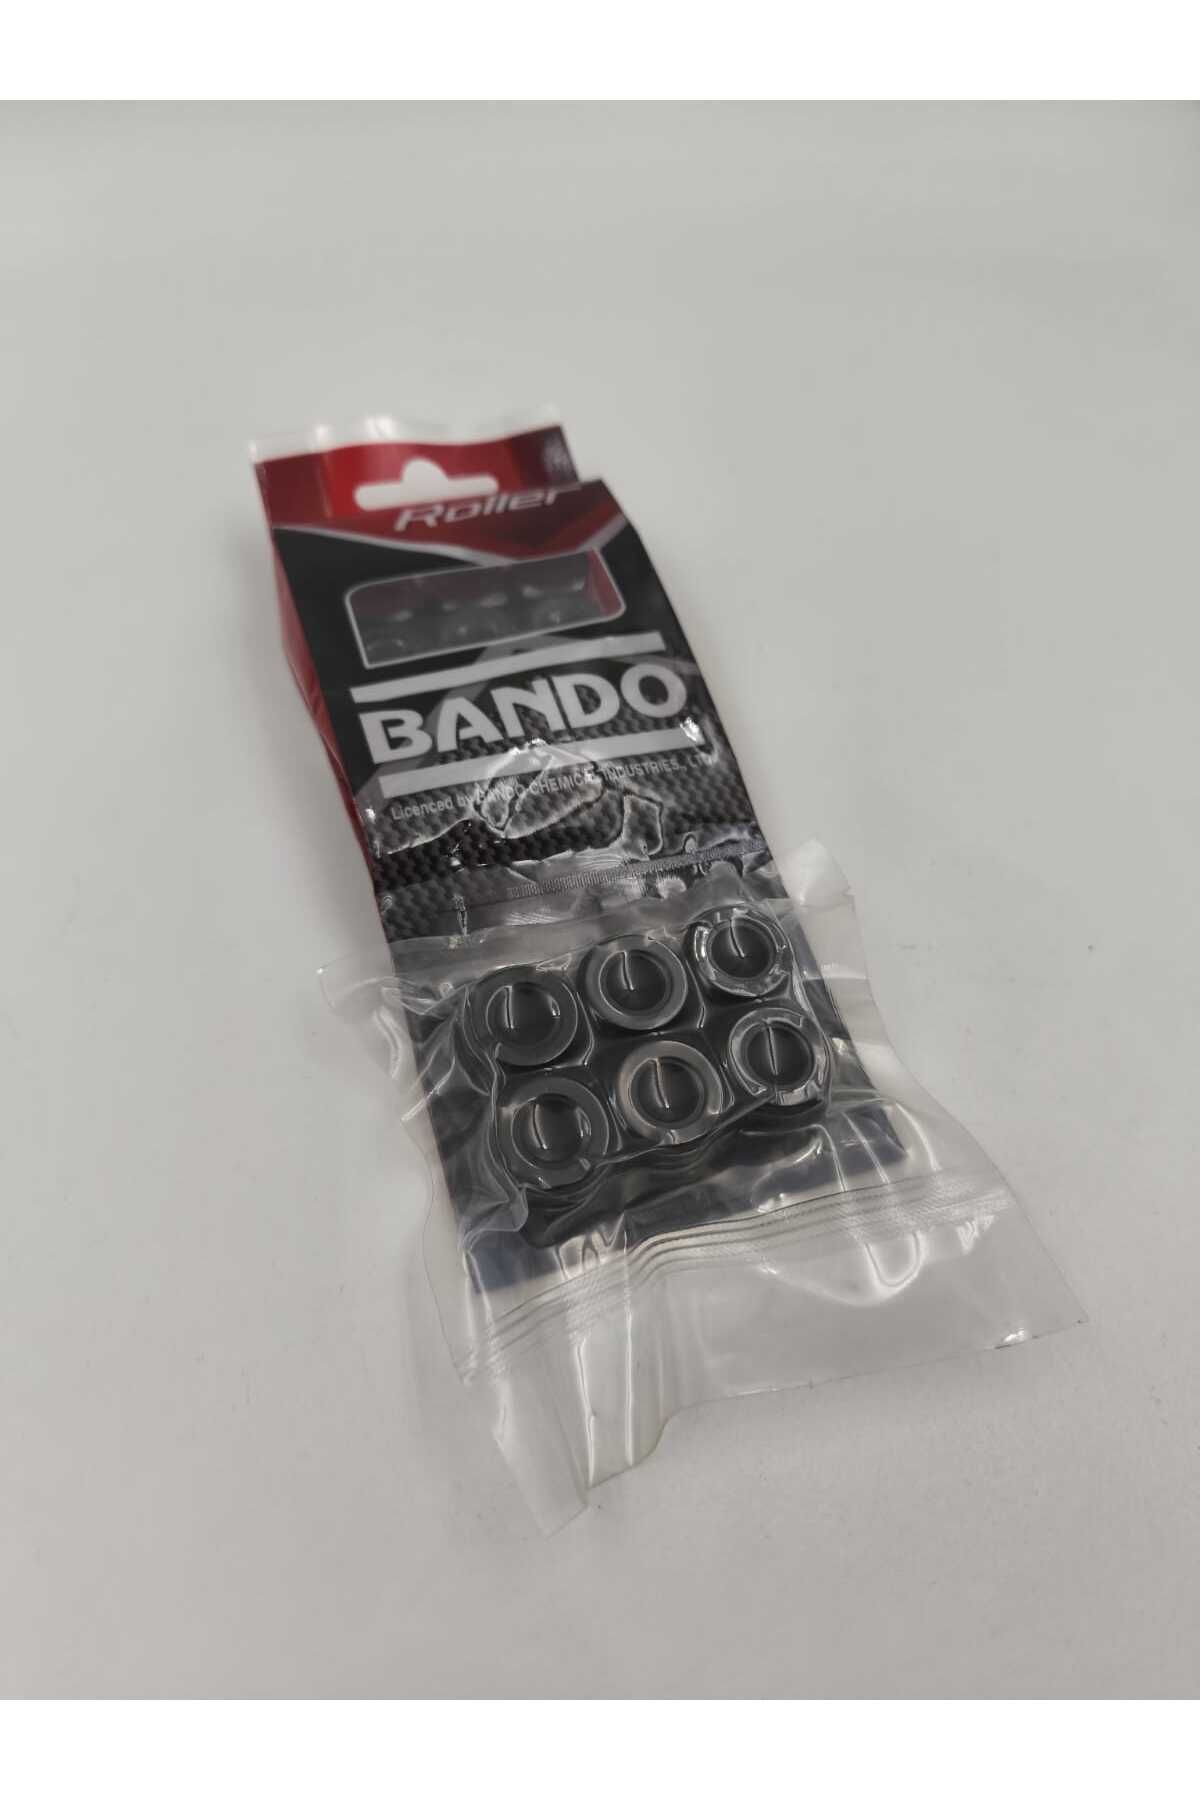 Roller
BANDO
Licenced by BANDO CHEMICAL INDUSTRIES., LTD